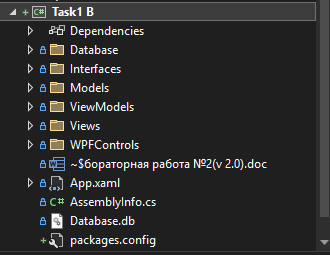 Task1 B
Dependencies
Database
Interfaces
Models
ViewModels
Views
WPFControls
~$бораторная работа №2(v 2.0).doc
App.xaml
C# AssemblyInfo.cs
Database.db
packages.config